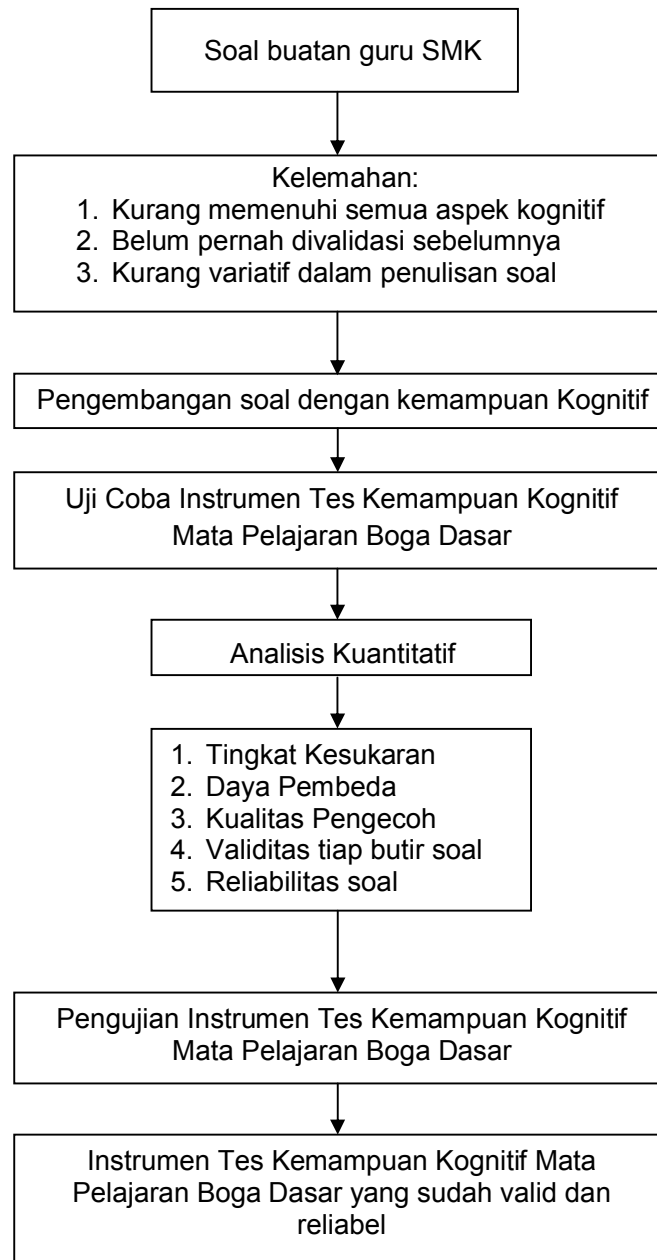 Soal buatan guru SMK
Kelemahan:
1. Kurang memenuhi semua aspek kognitif
2. Belum pernah divalidasi sebelumnya
3. Kurang variatif dalam penulisan soal
Pengembangan soal dengan kemampuan Kognitif
Uji Coba Instrumen Tes Kemampuan Kognitif
Mata Pelajaran Boga Dasar
Analisis Kuantitatif
1. Tingkat Kesukaran
2. Daya Pembeda
3. Kualitas Pengecoh
4. Validitas tiap butir soal
5. Reliabilitas soal
Pengujian Instrumen Tes Kemampuan Kognitif
Mata Pelajaran Boga Dasar
Instrumen Tes Kemampuan Kognitif Mata
Pelajaran Boga Dasar yang sudah valid dan
reliabel